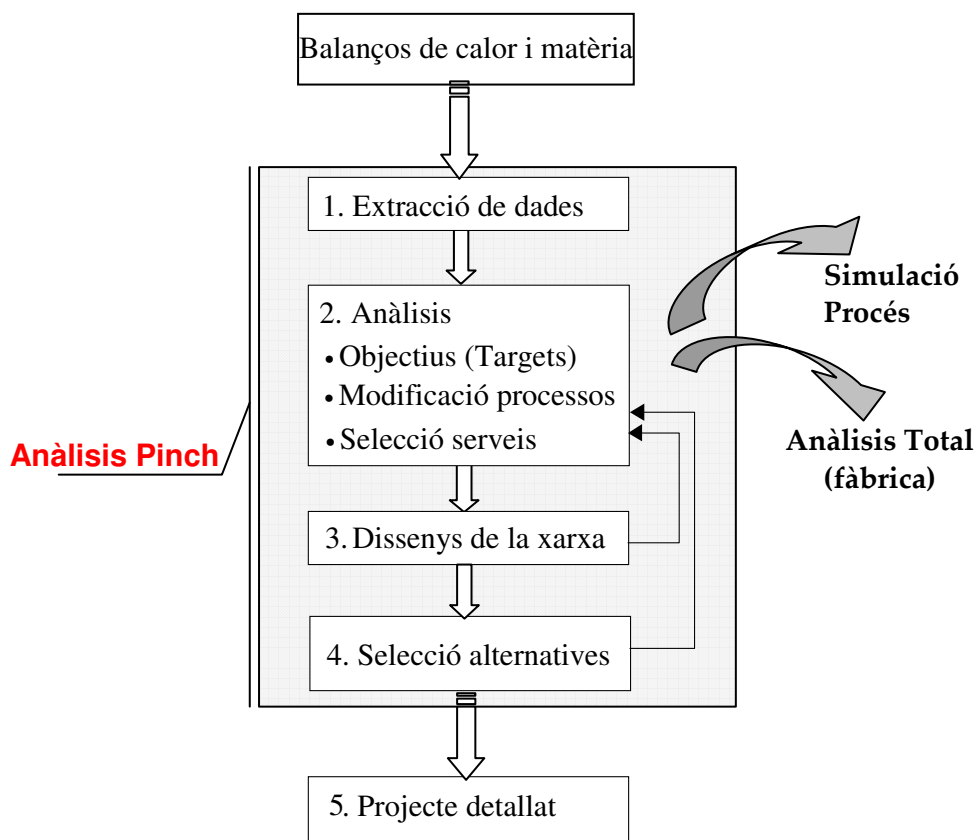 Balanços de calor i matèria
1. Extracció de dades
2. Anàlisis
• Objectius (Targets)
• Modificació processos
• Selecció serveis
3. Dissenys de la xarxa
4. Selecció alternatives
5. Projecte detallat
Anàlisis Pinch
Simulació
Procés
Anàlisis Total
(fàbrica)